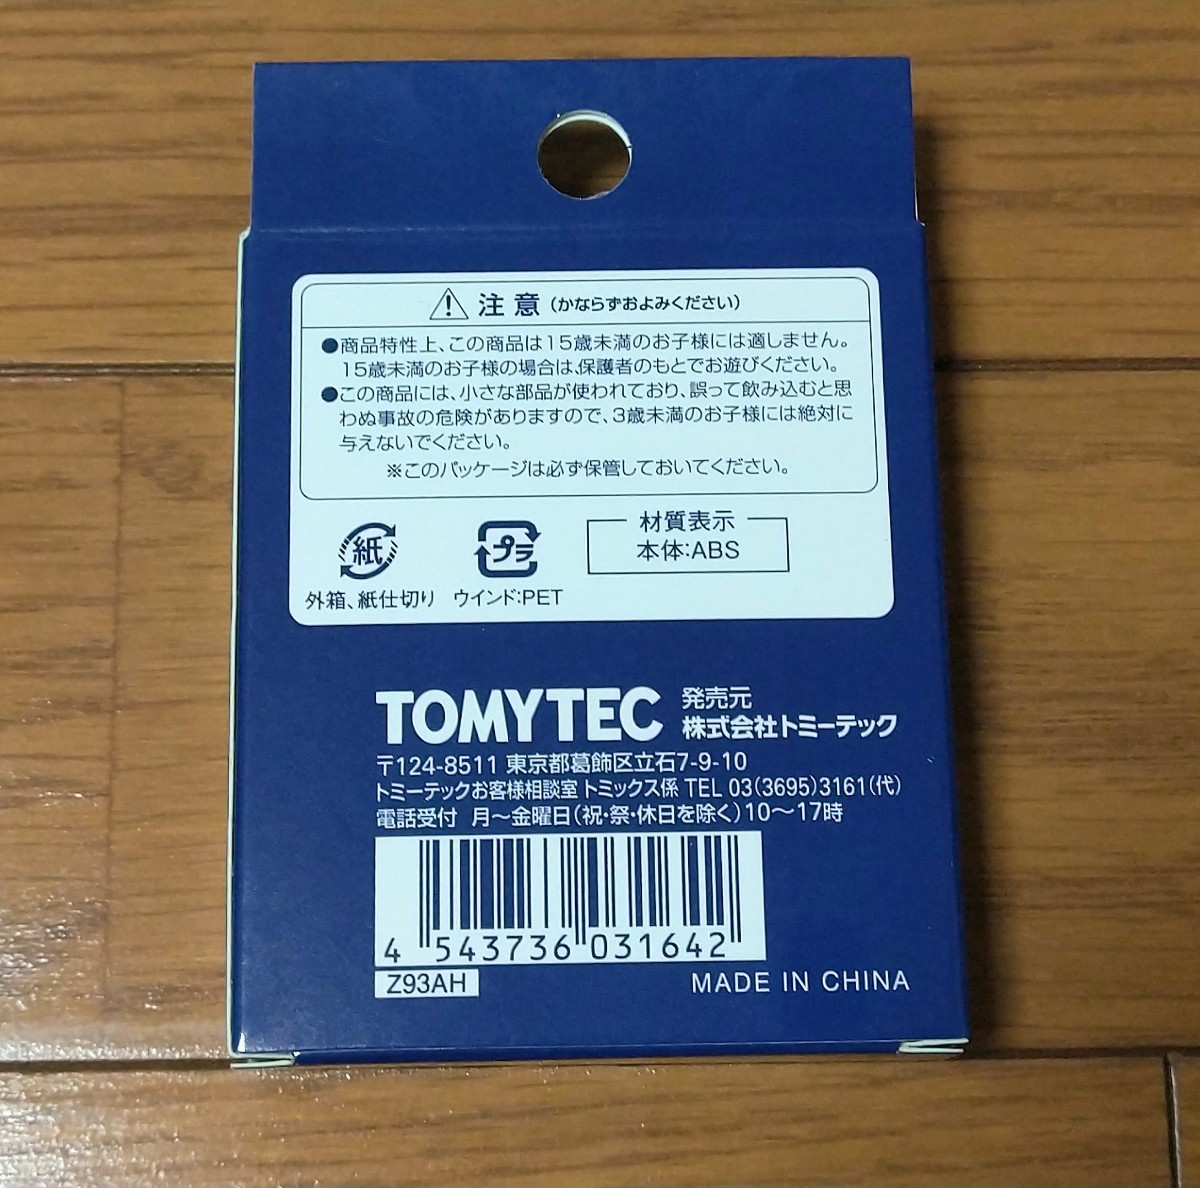 注意(かならずおよみください)
●商品特性上、この商品は15歳未満のお子様には適しません。
15歳未満のお子様の場合は、保護者のもとでお遊びください。
●この商品には、小さな部品が使われており、誤って飲み込むと思
わぬ事故の危険がありますので、3歳未満のお子様には絶対に
与えないでください。
※このパッケージは必ず保管しておいてください。
紙
外箱、紙仕切り
プラ
ウインド:PET
材質表示
本体:ABS
TOMYTEC
発売元
株式会社トミーテック
〒124-8511 東京都葛飾区立石7-9-10
トミーテックお客様相談室 トミックス係 TEL 03(3695)3161(代)
電話受付 月〜金曜日(祝・祭・休日を除く)10〜17時
4 543736 031642
Z93AH
MADE IN CHINA